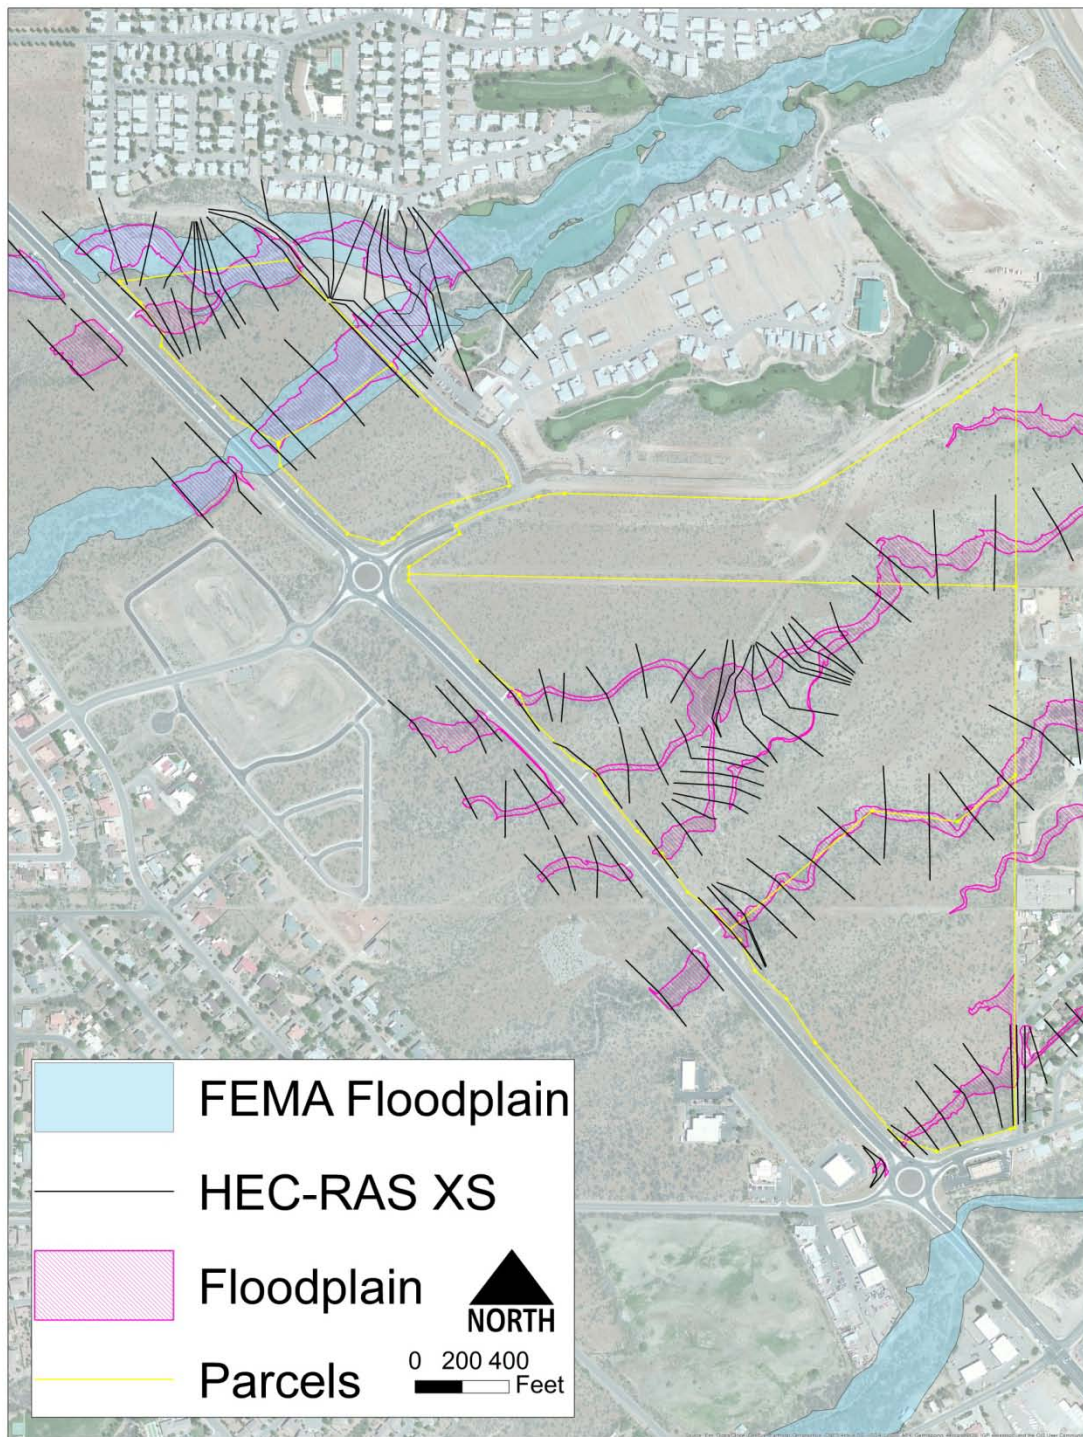 FEMA Floodplain
HEC-RAS XS
Floodplain
NORTH
0 200 400
Feet
Parcels